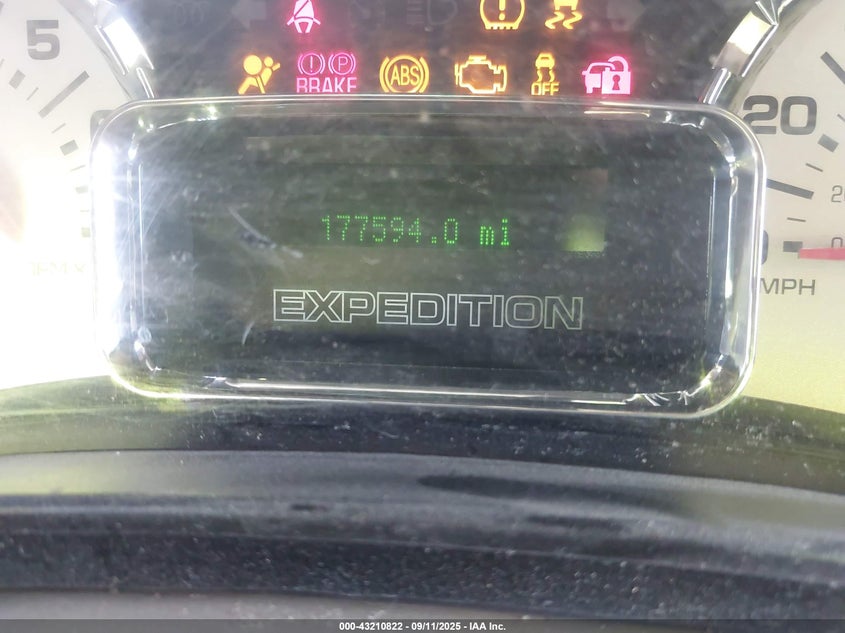 5
BRAKE
ABS
OFF
20
177594.0 mi
MPH
EXPEDITION
000-43210822 - 09/11/2025 - IAA Inc.